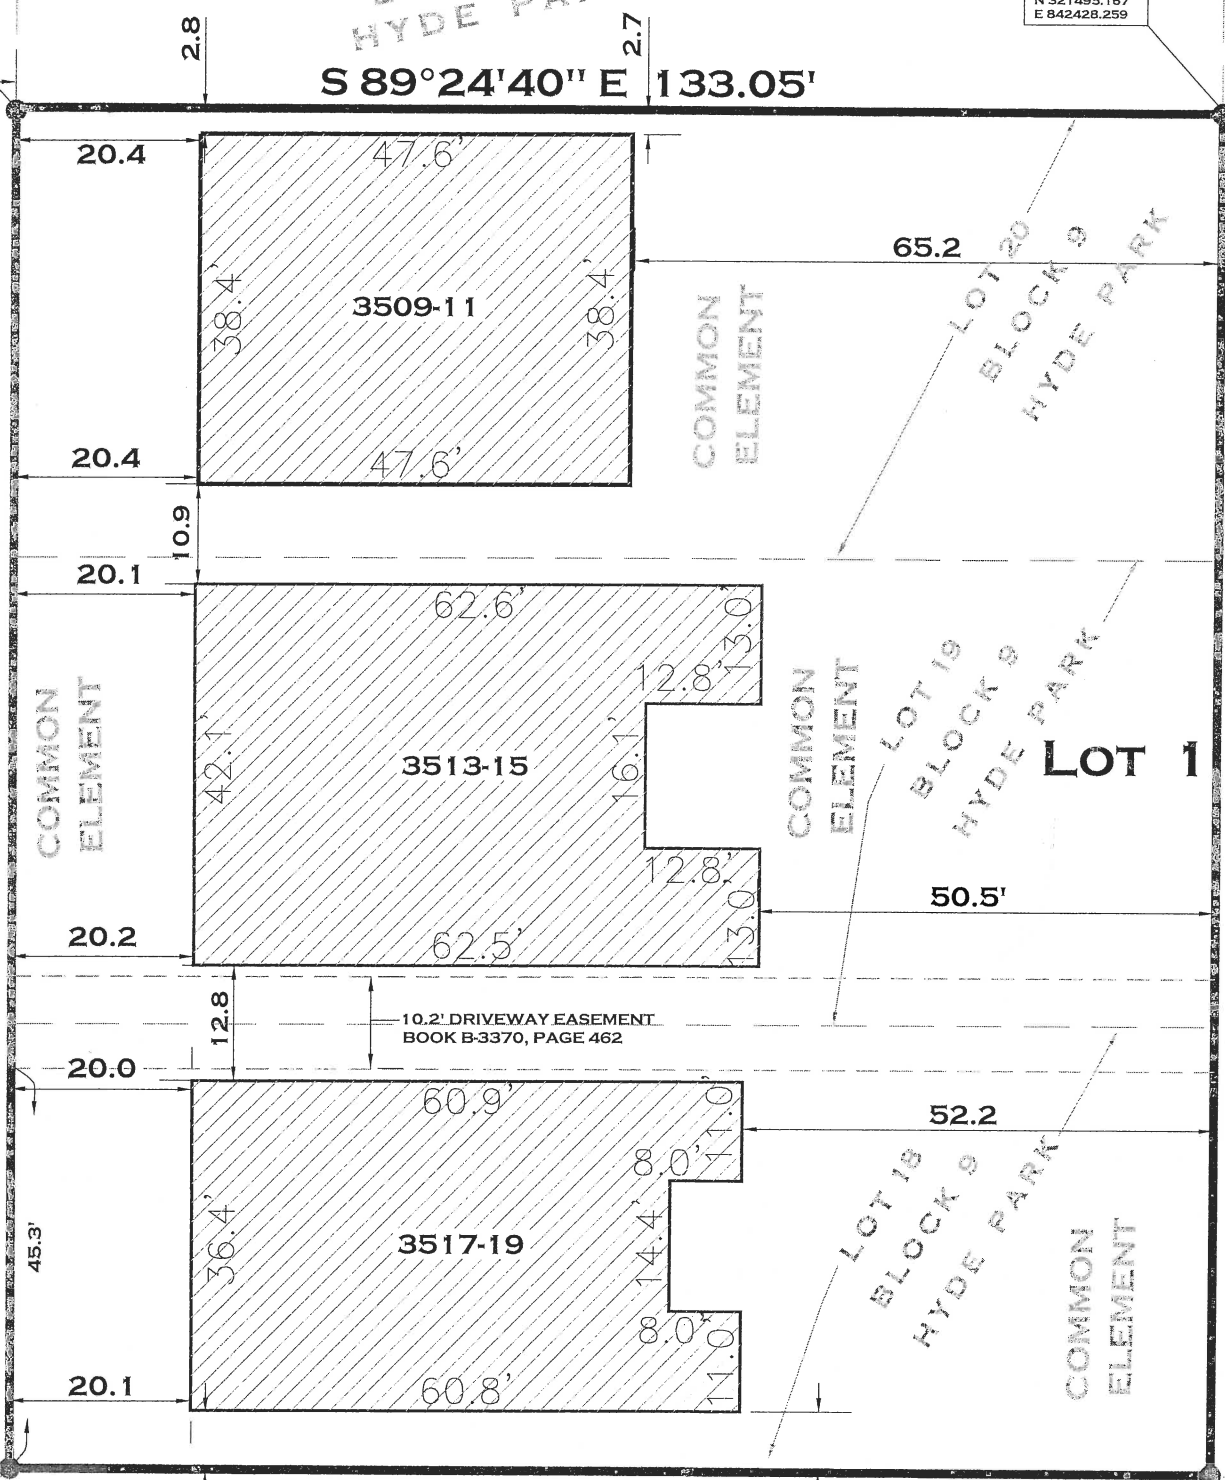 HYDE PA
N 321495.167
E 842428.259
2.8
2.7
S 89°24'40" E 133.05'
20.4
47.6'
65.2
38.4'
3509-11
38.4'
COMMON
ELEMENT
LOT 20
BLOCK 9
HYDE PARK
20.4
47.6'
10.9
20.1
62.6'
13.0'
12.8'
COMMON
ELEMENT
42.1'
3513-15
16.1'
COMMON
ELEMENT
LOT 19
BLOCK 9
HYDE PARK
LOT 1
12.8'
13.0'
50.5'
20.2
62.5'
12.8
10.2' DRIVEWAY EASEMENT
BOOK B-3370, PAGE 462
20.0
60.9'
11.0'
52.2
8.0'
45.3'
36.4'
3517-19
14.4'
LOT 18
BLOCK 9
HYDE PARK
COMMON
ELEMENT
8.0'
11.0'
20.1
60.8'